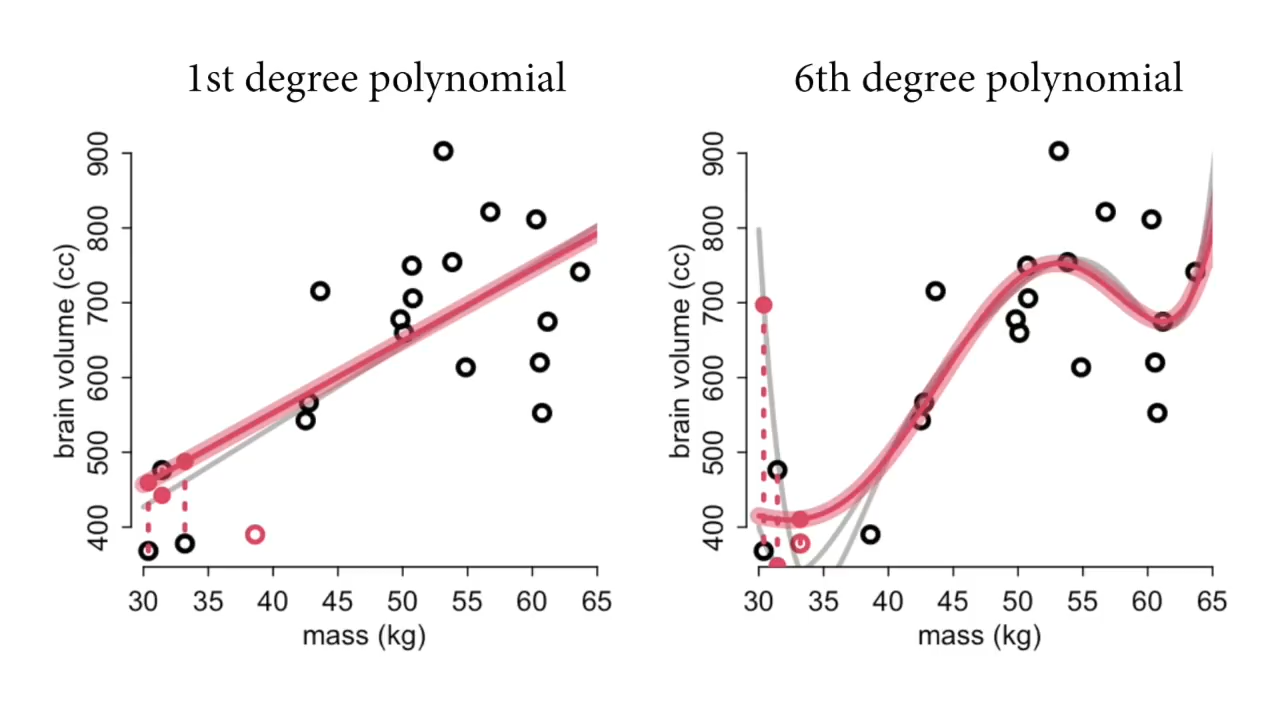 1st degree polynomial
6th degree polynomial
brain volume (cc)
900
800
700
600
500
400
30 35 40 45 50 55 60 65
mass (kg)
brain volume (cc)
900
800
700
600
500
400
30 35 40 45 50 55 60 65
mass (kg)